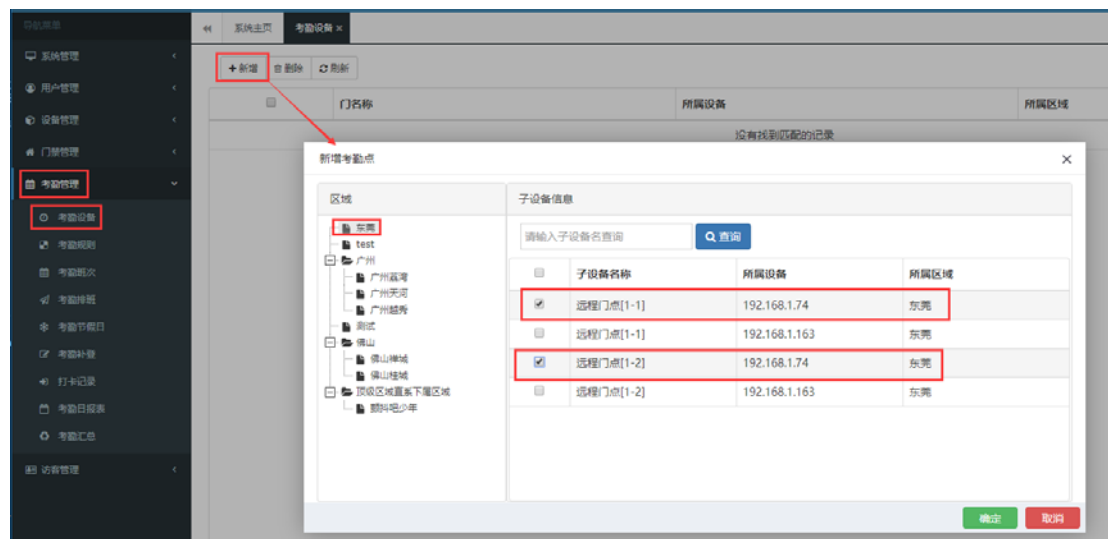 导航菜单
系统管理
用户管理
设备管理
门禁管理
考勤管理
考勤设备
考勤规则
考勤班次
考勤排班
考勤节假日
考勤补登
打卡记录
考勤日报表
考勤汇总
访客管理
系统主页 考勤设备 ×
新增 删除 刷新
门名称 所属设备 所属区域
没有找到匹配的记录
新增考勤点 ×
区域
东莞
test
广州
广州荔湾
广州天河
广州越秀
测试
佛山
佛山禅城
佛山桂城
顶级区域直系下属区域
颤抖吧少年
子设备信息
请输入子设备名查询 查询
子设备名称 所属设备 所属区域
远程门点[1-1] 192.168.1.74 东莞
远程门点[1-1] 192.168.1.163 东莞
远程门点[1-2] 192.168.1.74 东莞
远程门点[1-2] 192.168.1.163 东莞
确定 取消